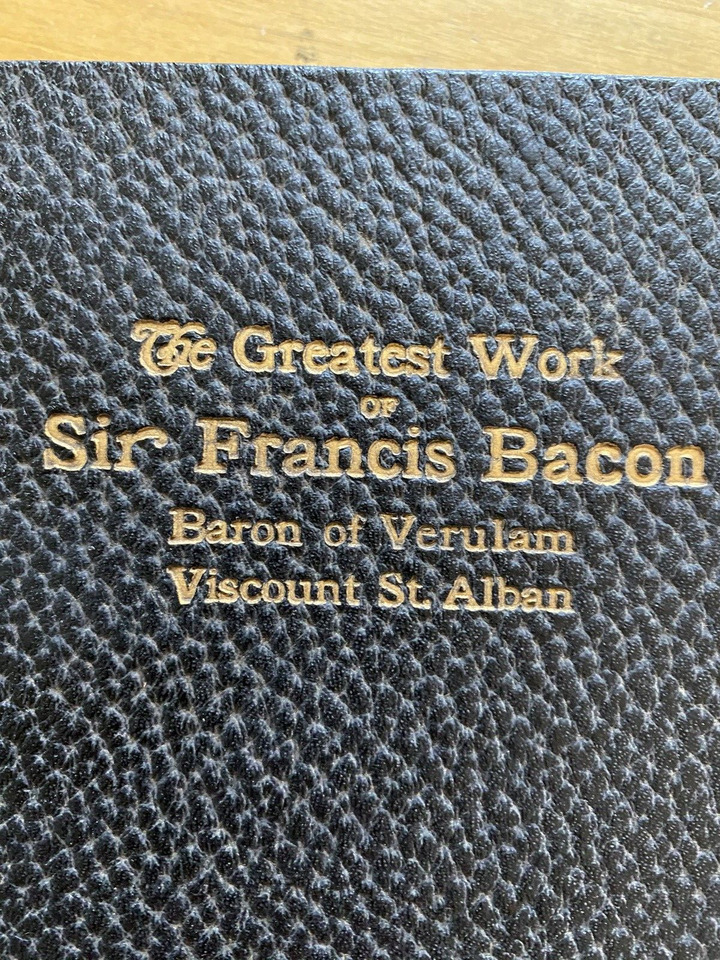 The Greatest Work
OF
Sir Francis Bacon
Baron of Verulam
Viscount St. Alban